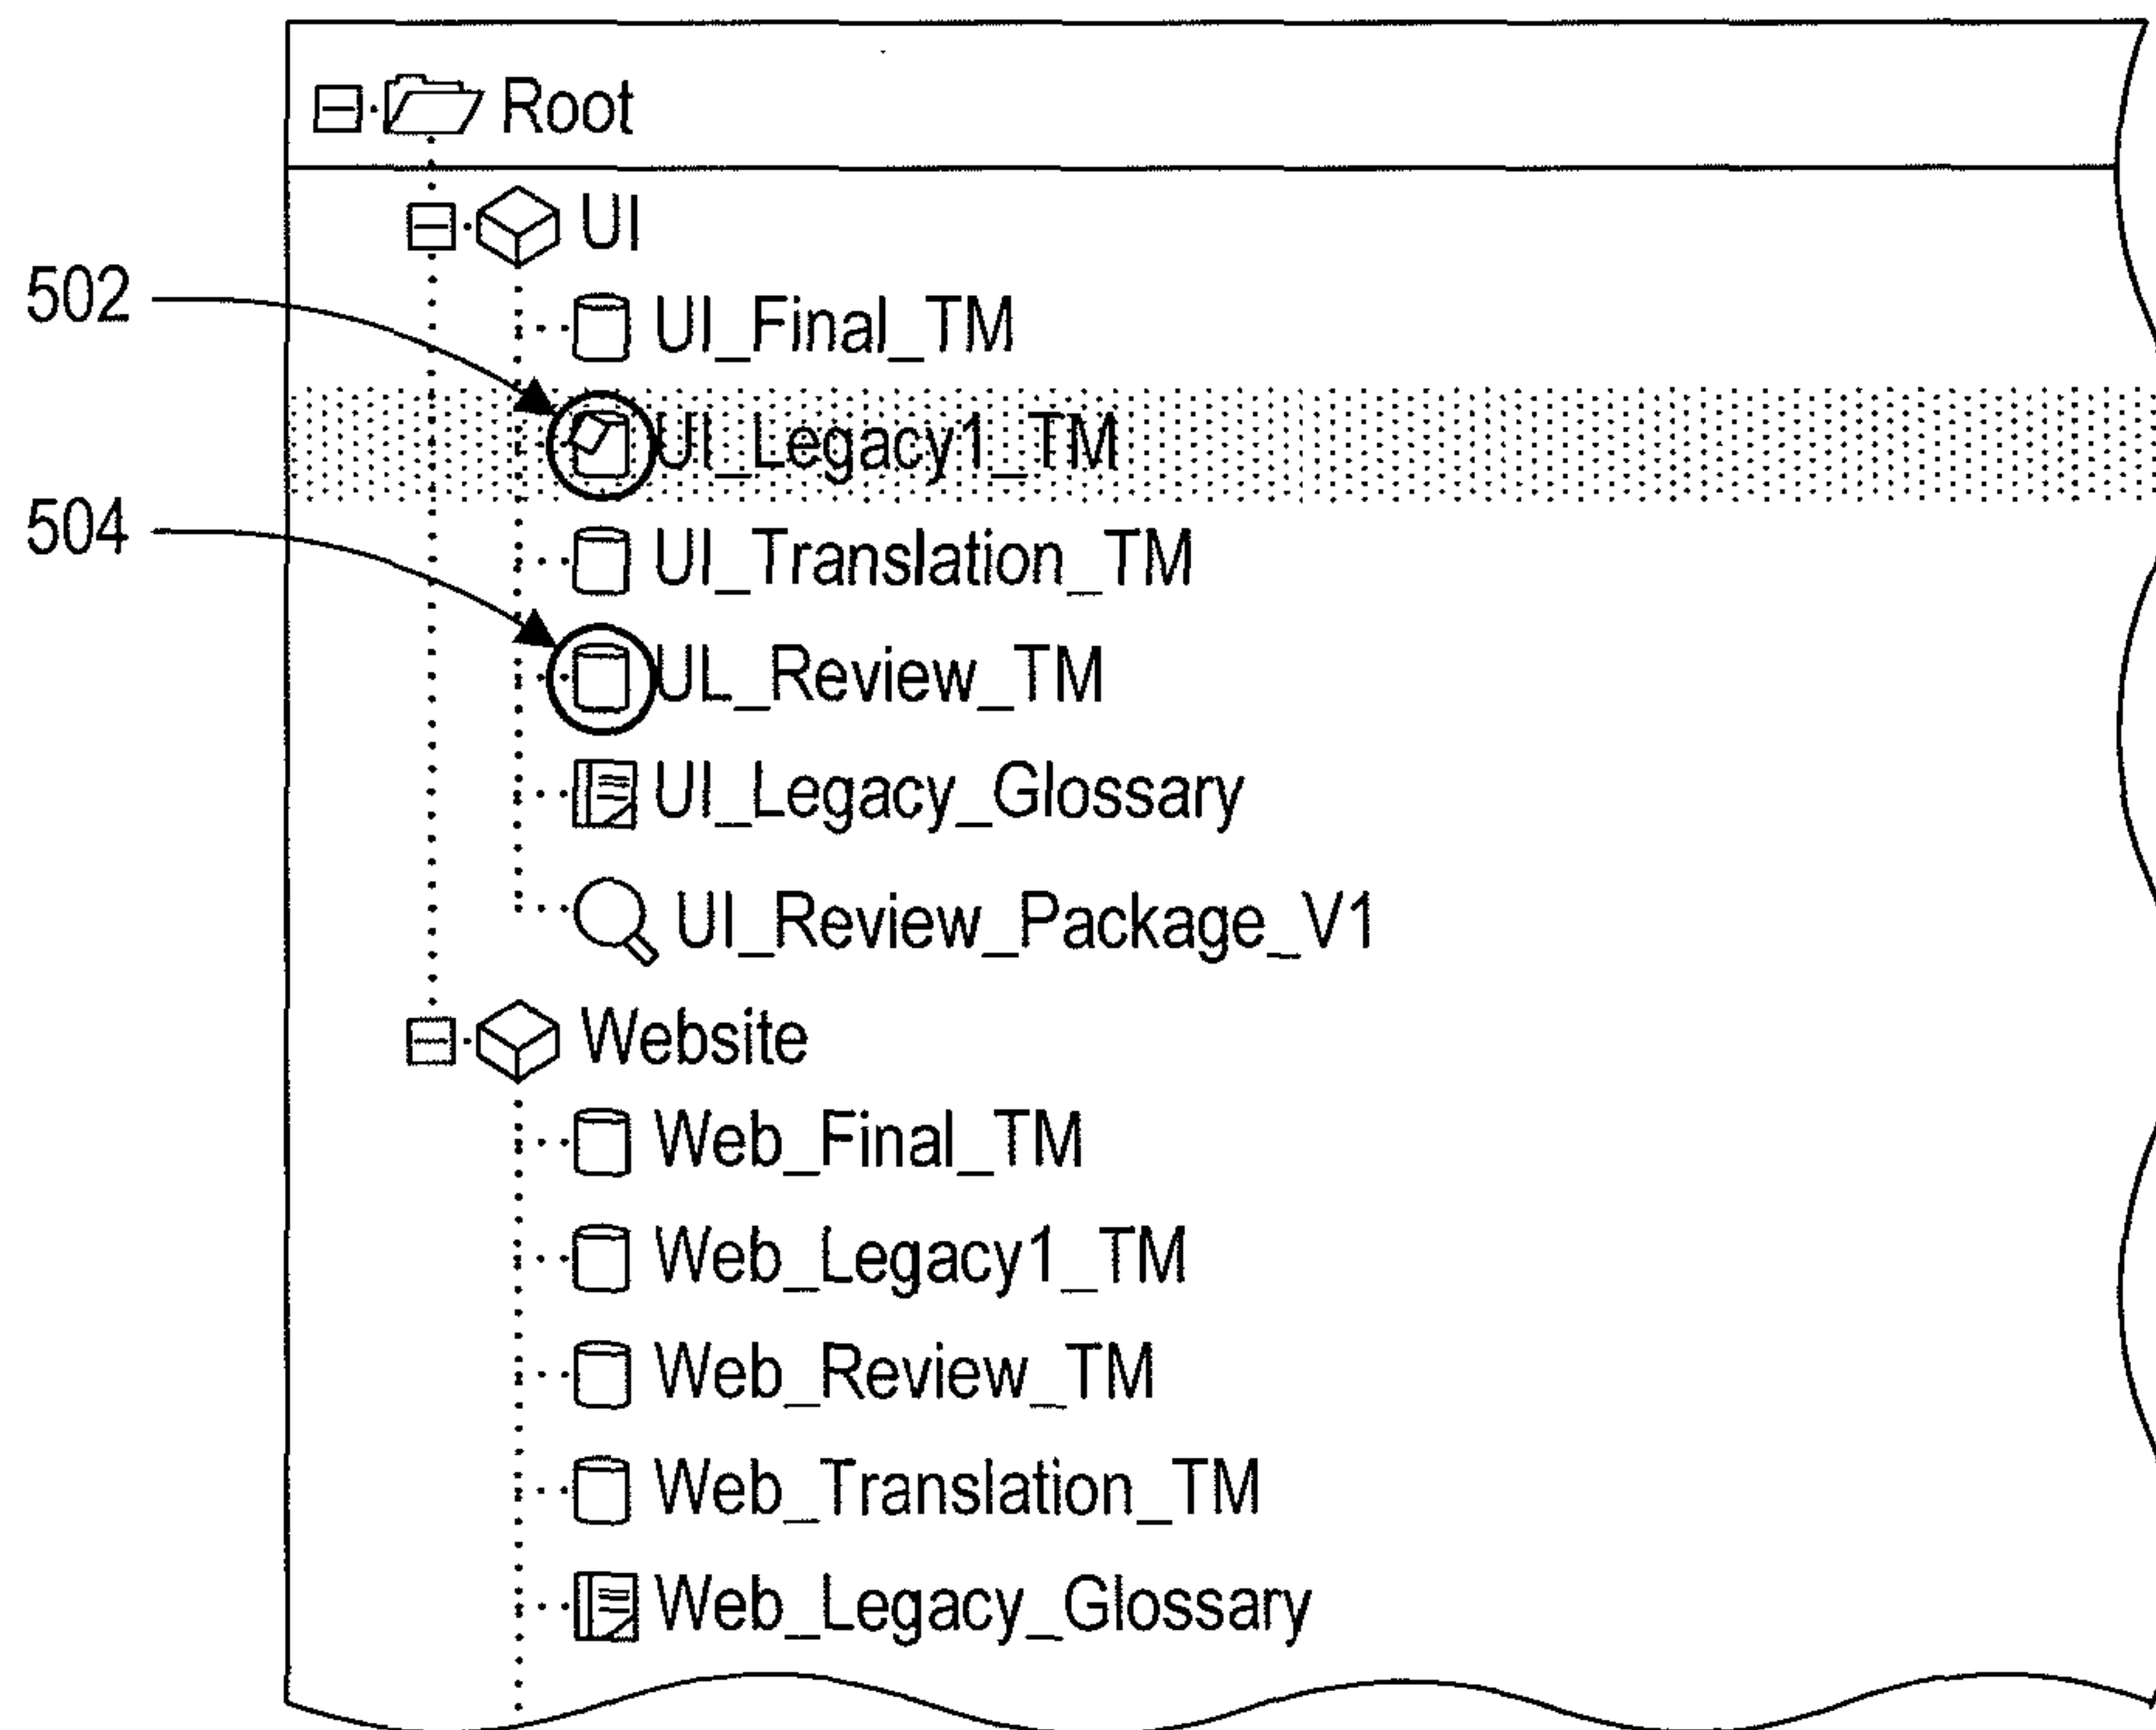 Root
UI
502
UI_Final_TM
UI_Legacy1_TM
504
UI_Translation_TM
UL_Review_TM
UI_Legacy_Glossary
UI_Review_Package_V1
Website
Web_Final_TM
Web_Legacy1_TM
Web_Review_TM
Web_Translation_TM
Web_Legacy_Glossary